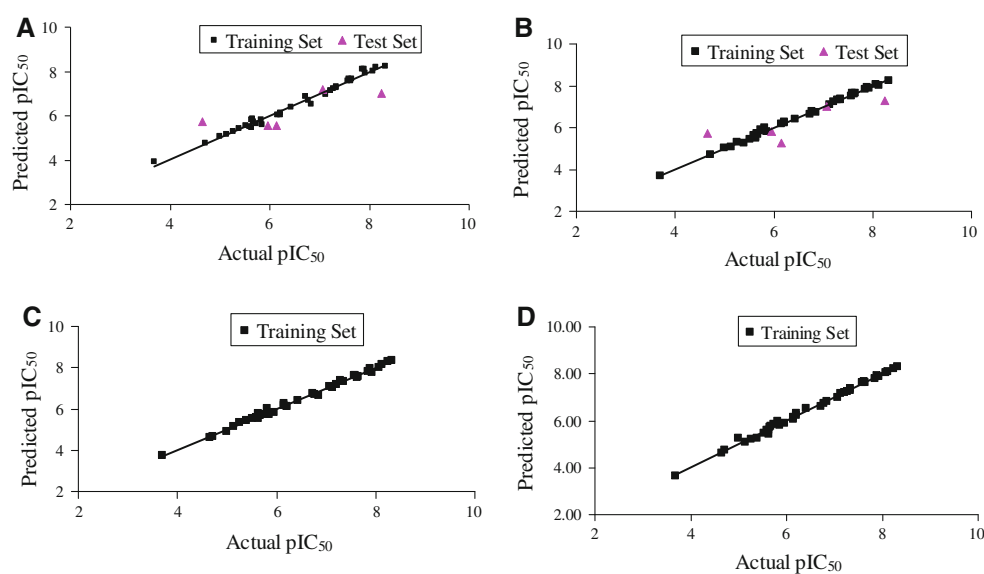 A
Training Set Test Set
Predicted pIC50
10
8
6
4
2
2 4 6 8 10
Actual pIC50
B
Training Set Test Set
Predicted pIC50
10
8
6
4
2
2 4 6 8 10
Actual pIC50
C
Training Set
Predicted pIC50
10
8
6
4
2
2 4 6 8 10
Actual pIC50
D
Training Set
Predicted pIC50
10.00
8.00
6.00
4.00
2.00
2 4 6 8 10
Actual pIC50